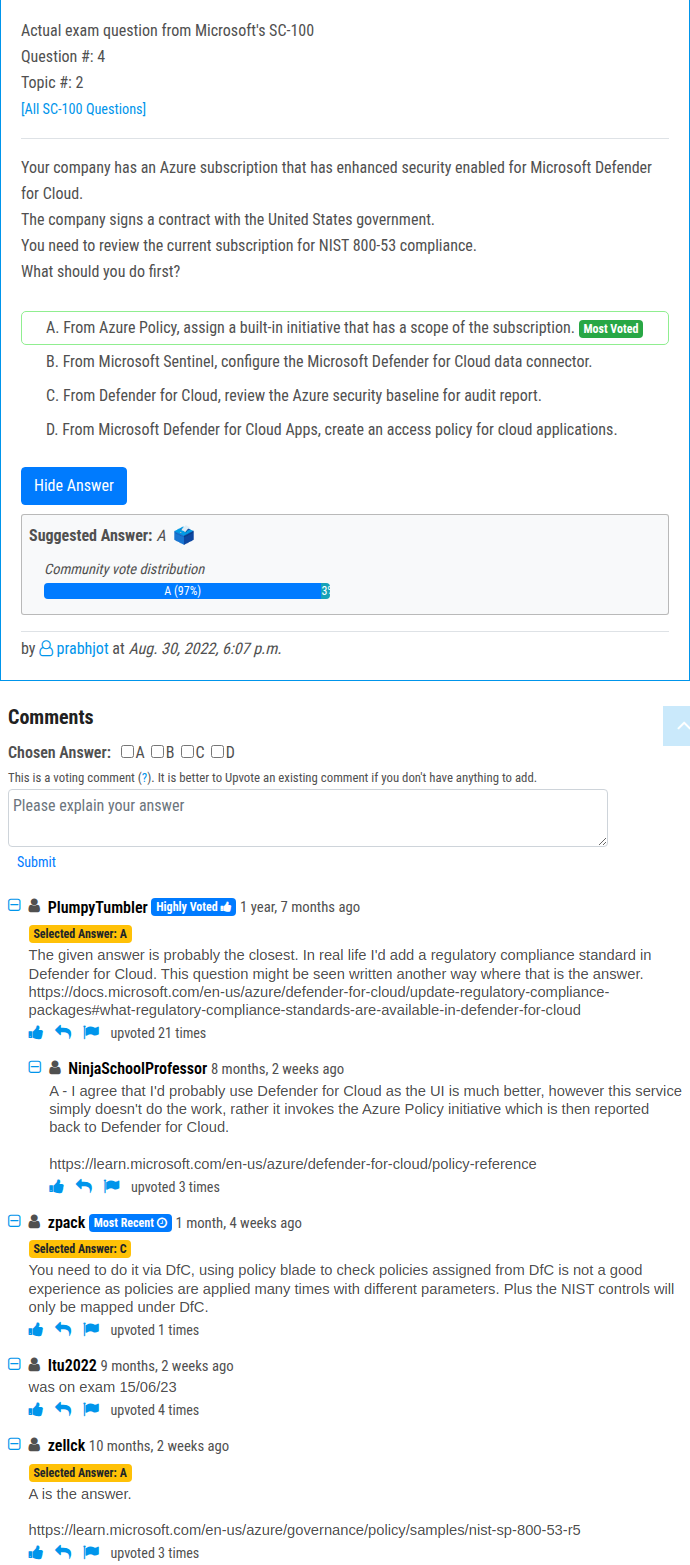 Actual exam question from Microsoft's SC-100
Question #: 4
Topic #: 2
[All SC-100 Questions]
Your company has an Azure subscription that has enhanced security enabled for Microsoft Defender
for Cloud.
The company signs a contract with the United States government.
You need to review the current subscription for NIST 800-53 compliance.
What should you do first?
A. From Azure Policy, assign a built-in initiative that has a scope of the subscription. Most Voted
B. From Microsoft Sentinel, configure the Microsoft Defender for Cloud data connector.
C. From Defender for Cloud, review the Azure security baseline for audit report.
D. From Microsoft Defender for Cloud Apps, create an access policy for cloud applications.
Hide Answer
Suggested Answer: A
Community vote distribution
A (97%) 3
by prabhjot at Aug. 30, 2022, 6:07 p.m.
Comments
Chosen Answer: A B C D
This is a voting comment (?). It is better to Upvote an existing comment if you don't have anything to add.
Please explain your answer
Submit
PlumpyTumbler Highly Voted 1 year, 7 months ago
Selected Answer: A
The given answer is probably the closest. In real life I'd add a regulatory compliance standard in
Defender for Cloud. This question might be seen written another way where that is the answer.
https://docs.microsoft.com/en-us/azure/defender-for-cloud/update-regulatory-compliance-
packages#what-regulatory-compliance-standards-are-available-in-defender-for-cloud
upvoted 21 times
NinjaSchoolProfessor 8 months, 2 weeks ago
A - I agree that I'd probably use Defender for Cloud as the UI is much better, however this service
simply doesn't do the work, rather it invokes the Azure Policy initiative which is then reported
back to Defender for Cloud.
https://learn.microsoft.com/en-us/azure/defender-for-cloud/policy-reference
upvoted 3 times
zpack Most Recent 1 month, 4 weeks ago
Selected Answer: C
You need to do it via DfC, using policy blade to check policies assigned from DfC is not a good
experience as policies are applied many times with different parameters. Plus the NIST controls will
only be mapped under DfC.
upvoted 1 times
Itu2022 9 months, 2 weeks ago
was on exam 15/06/23
upvoted 4 times
zellck 10 months, 2 weeks ago
Selected Answer: A
A is the answer.
https://learn.microsoft.com/en-us/azure/governance/policy/samples/nist-sp-800-53-r5
upvoted 3 times